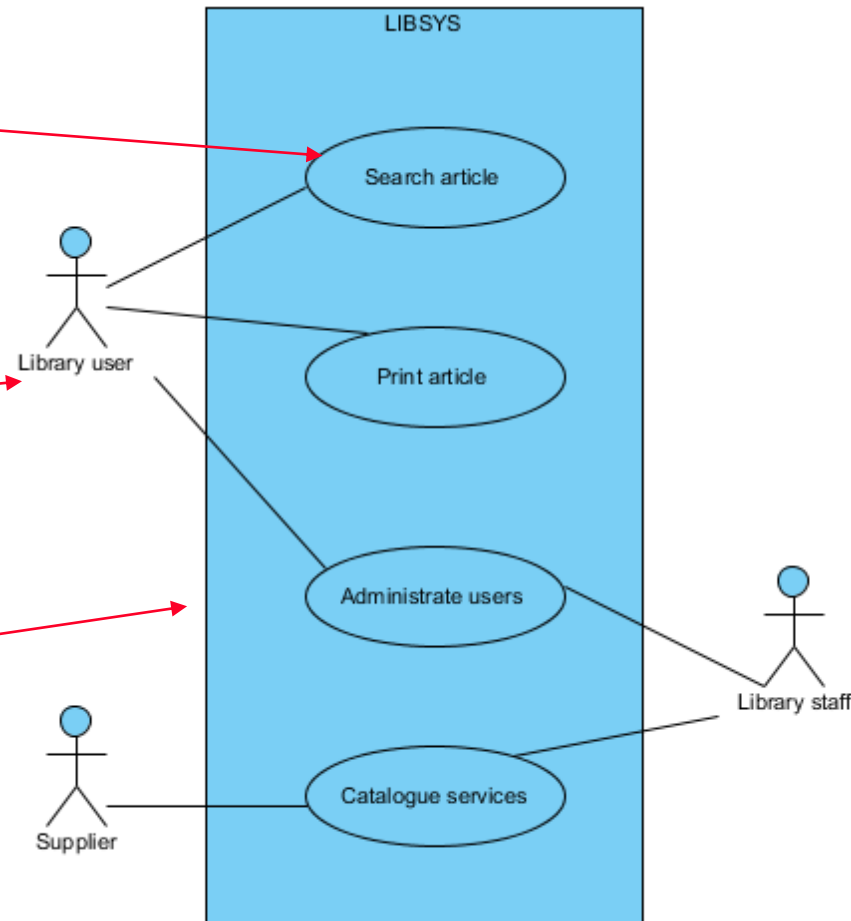 LIBSYS
Search article
Library user
Print article
Administrate users
Library staff
Catalogue services
Supplier